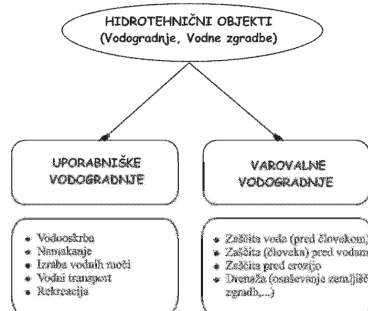 HIDROTEHNIČNI OBJEKTI
(Vodogradnje, Vodne zgradbe)
UPORABNIŠKE
VODOGRADNJE
VAROVALNE
VODOGRADNJE
Vodooskrba
Namakanje
Izraba vodnih moči
Vodni transport
Rekreacija
Zaščita voda (pred človekom)
Zaščita (človeka) pred vodam
Zaščita pred erozijo
Drenaža (osuševanje zemljišč
zgradb,...)